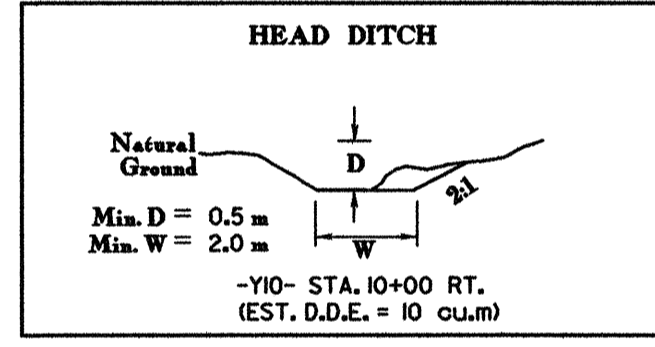 HEAD DITCH
Natural
Ground
D
2:1
Min. D = 0.5 m
Min. W = 2.0 m
W
-Y10- STA. 10+00 RT.
(EST. D.D.E. = 10 cu.m)